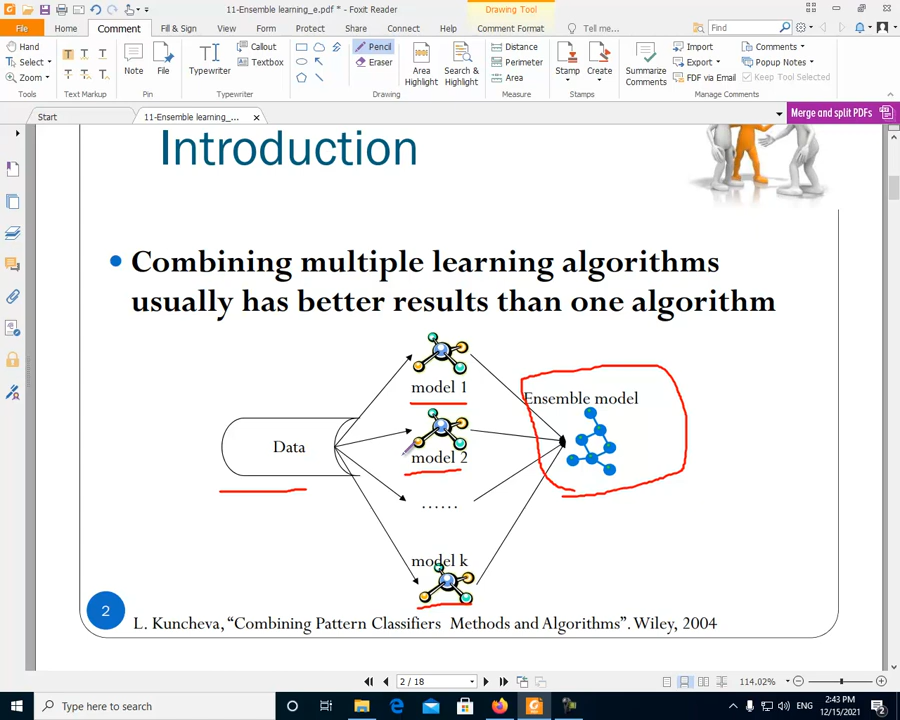 11-Ensemble learning_e.pdf * - Foxit Reader
Drawing Tool
File Home Comment Fill & Sign View Form Protect Share Connect Help Comment Format Tell me... Find
Hand
Select
Zoom
Tools
T T T
T T T
Text Markup
Note
File
Pin
Typewriter
Callout
Textbox
Typewriter
Pencil
Eraser
Drawing
Area Highlight
Search & Highlight
Distance
Perimeter
Area
Measure
Stamp
Create
Stamps
Summarize Comments
Import
Export
FDF via Email
Comments
Popup Notes
Keep Tool Selected
Manage Comments
Start
11-Ensemble learning_...
Merge and split PDFs
Introduction
Combining multiple learning algorithms
usually has better results than one algorithm
model 1
Ensemble model
Data
model 2
......
model k
2
L. Kuncheva, “Combining Pattern Classifiers Methods and Algorithms”. Wiley, 2004
2 / 18
114.02%
Type here to search
2:43 PM
12/15/2021
2